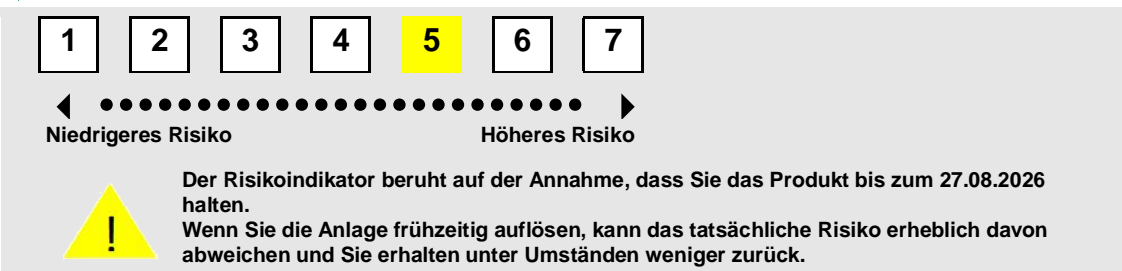 1 2 3 4 5 6 7
Niedrigeres Risiko Höheres Risiko
Der Risikoindikator beruht auf der Annahme, dass Sie das Produkt bis zum 27.08.2026
halten.
Wenn Sie die Anlage frühzeitig auflösen, kann das tatsächliche Risiko erheblich davon
abweichen und Sie erhalten unter Umständen weniger zurück.
!